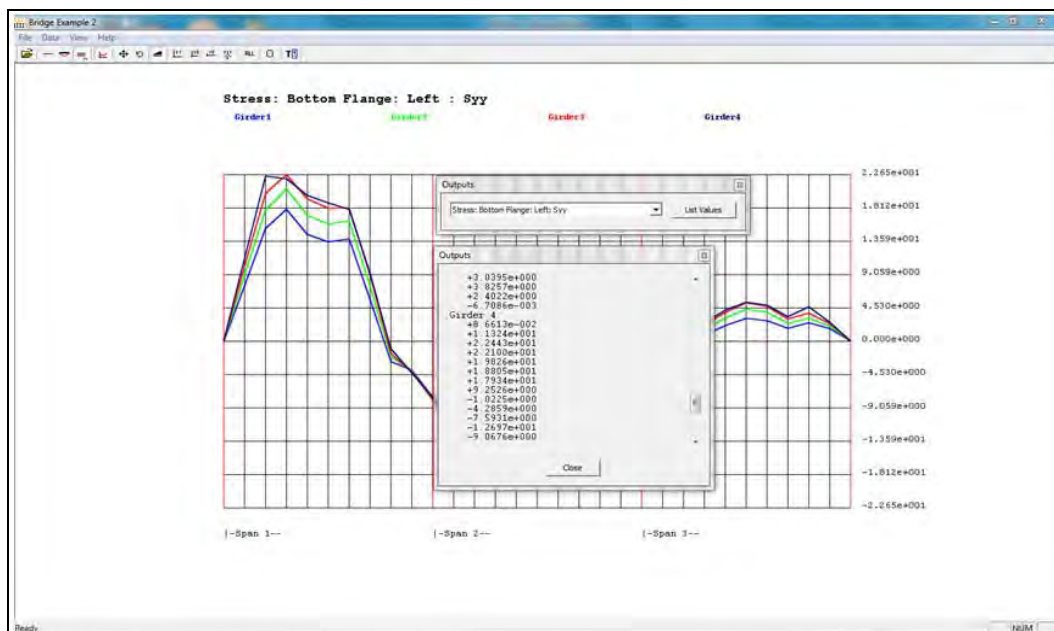 Bridge Example 2
File Data View Help
ALL
Stress: Bottom Flange: Left : Syy
Girder1 Girder2 Girder3 Girder4
2.265e+001
1.812e+001
1.359e+001
9.059e+000
4.530e+000
0.000e+000
-4.530e+000
-9.059e+000
-1.359e+001
-1.812e+001
-2.265e+001
Outputs
Stress: Bottom Flange: Left: Syy
List Values
Outputs
+3.0395e+000
+3.8257e+000
+2.4022e+000
-6.7086e-003
Girder 4
+8.6613e-002
+1.1324e+001
+2.2443e+001
+2.2100e+001
+1.9826e+001
+1.8805e+001
+1.7934e+001
+9.2526e+000
-1.0225e+000
-4.2859e+000
-7.5931e+000
-1.2697e+001
-9.0676e+000
Close
|-Span 1-- |-Span 2-- |-Span 3--
Ready
NUM